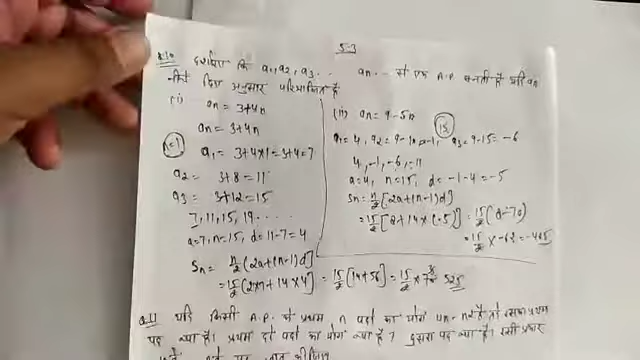 5.3
Q.10 दर्शाइए कि a₁, a₂, a₃ . . . an . . . से एक A.P बनती है यदि an
नीचे दिए अनुसार परिभाषित है
(i) an = 3+4n
an = 3+4n
n=1 a₁ = 3+4×1 = 3+4 = 7
a₂ = 3+8 = 11
a₃ = 3+12 = 15
7, 11, 15, 19 . . . .
a=7, n=15, d=11-7=4
Sn = n/2 [2a+(n-1)d]
= 15/2 [2×7+14×4] = 15/2 [14+56] = 15/2 × 70 525
(ii) an = 9-5n
15
a₁ = 4, a₂ = 9-10=-1, a₃ = 9-15 = -6
4, -1, -6, -11
a=4, n=15, d=-1-4=-5
Sn = n/2 [2a+(n-1)d]
= 15/2 [8+14×(-5)] = 15/2 (8-70)
= 15/2 × -62 = -465
Q.11 यदि किसी A.P. के प्रथम n पदों का योग 4n-n² है तो इसका प्रथम
पद क्या है? प्रथम दो पदों का योग क्या है? दूसरा पद क्या है? इसी प्रकार